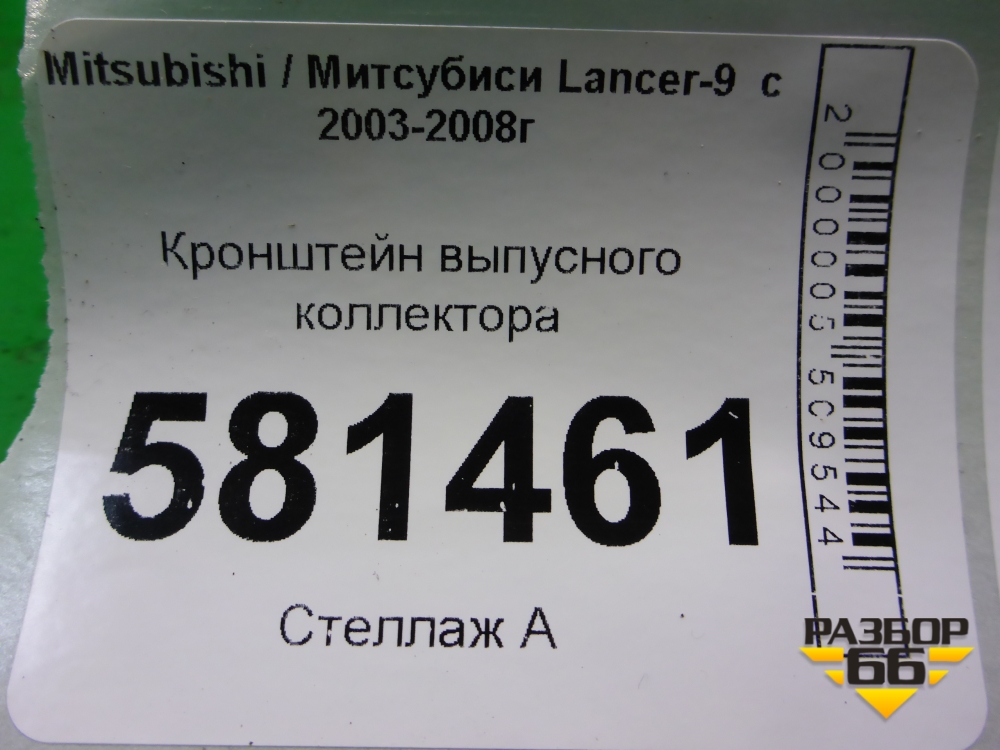 Mitsubishi / Митсубиси Lancer-9 с
2003-2008г
Кронштейн выпусного
коллектора
581461
Стеллаж А
2000005509544
РАЗБОР
66